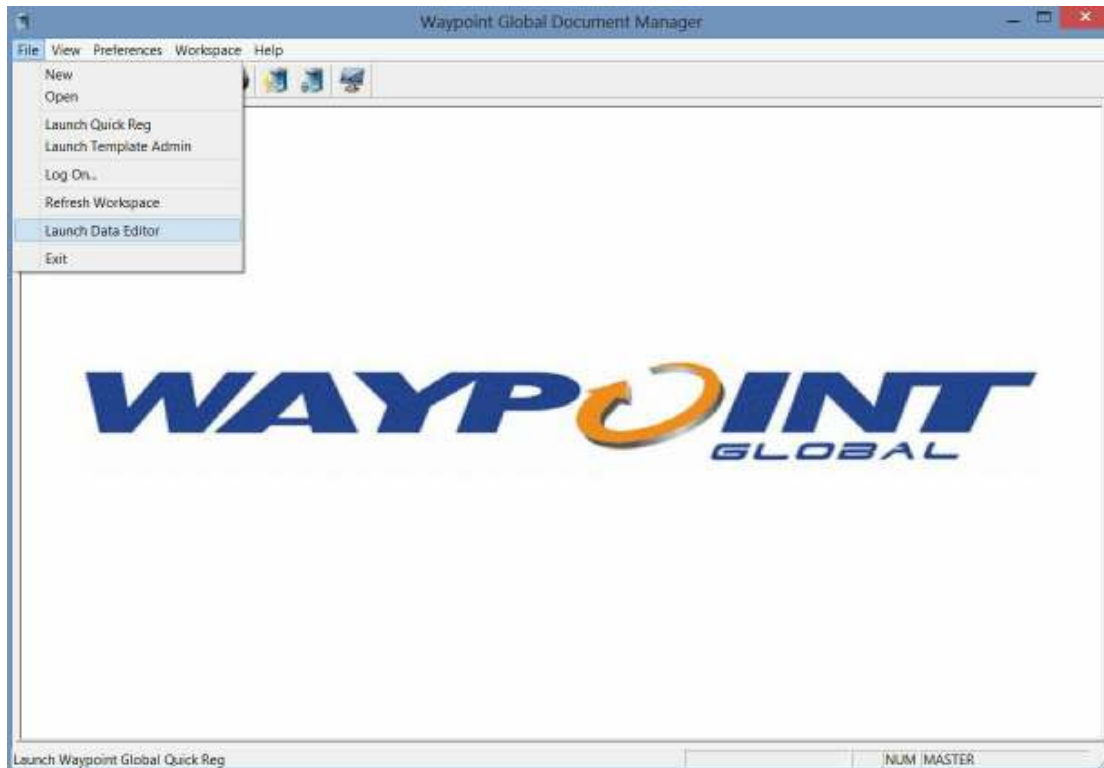 Waypoint Global Document Manager
File View Preferences Workspace Help
New
Open
Launch Quick Reg
Launch Template Admin
Log On..
Refresh Workspace
Launch Data Editor
Exit
WAYPOINT
GLOBAL
Launch Waypoint Global Quick Reg NUM MASTER